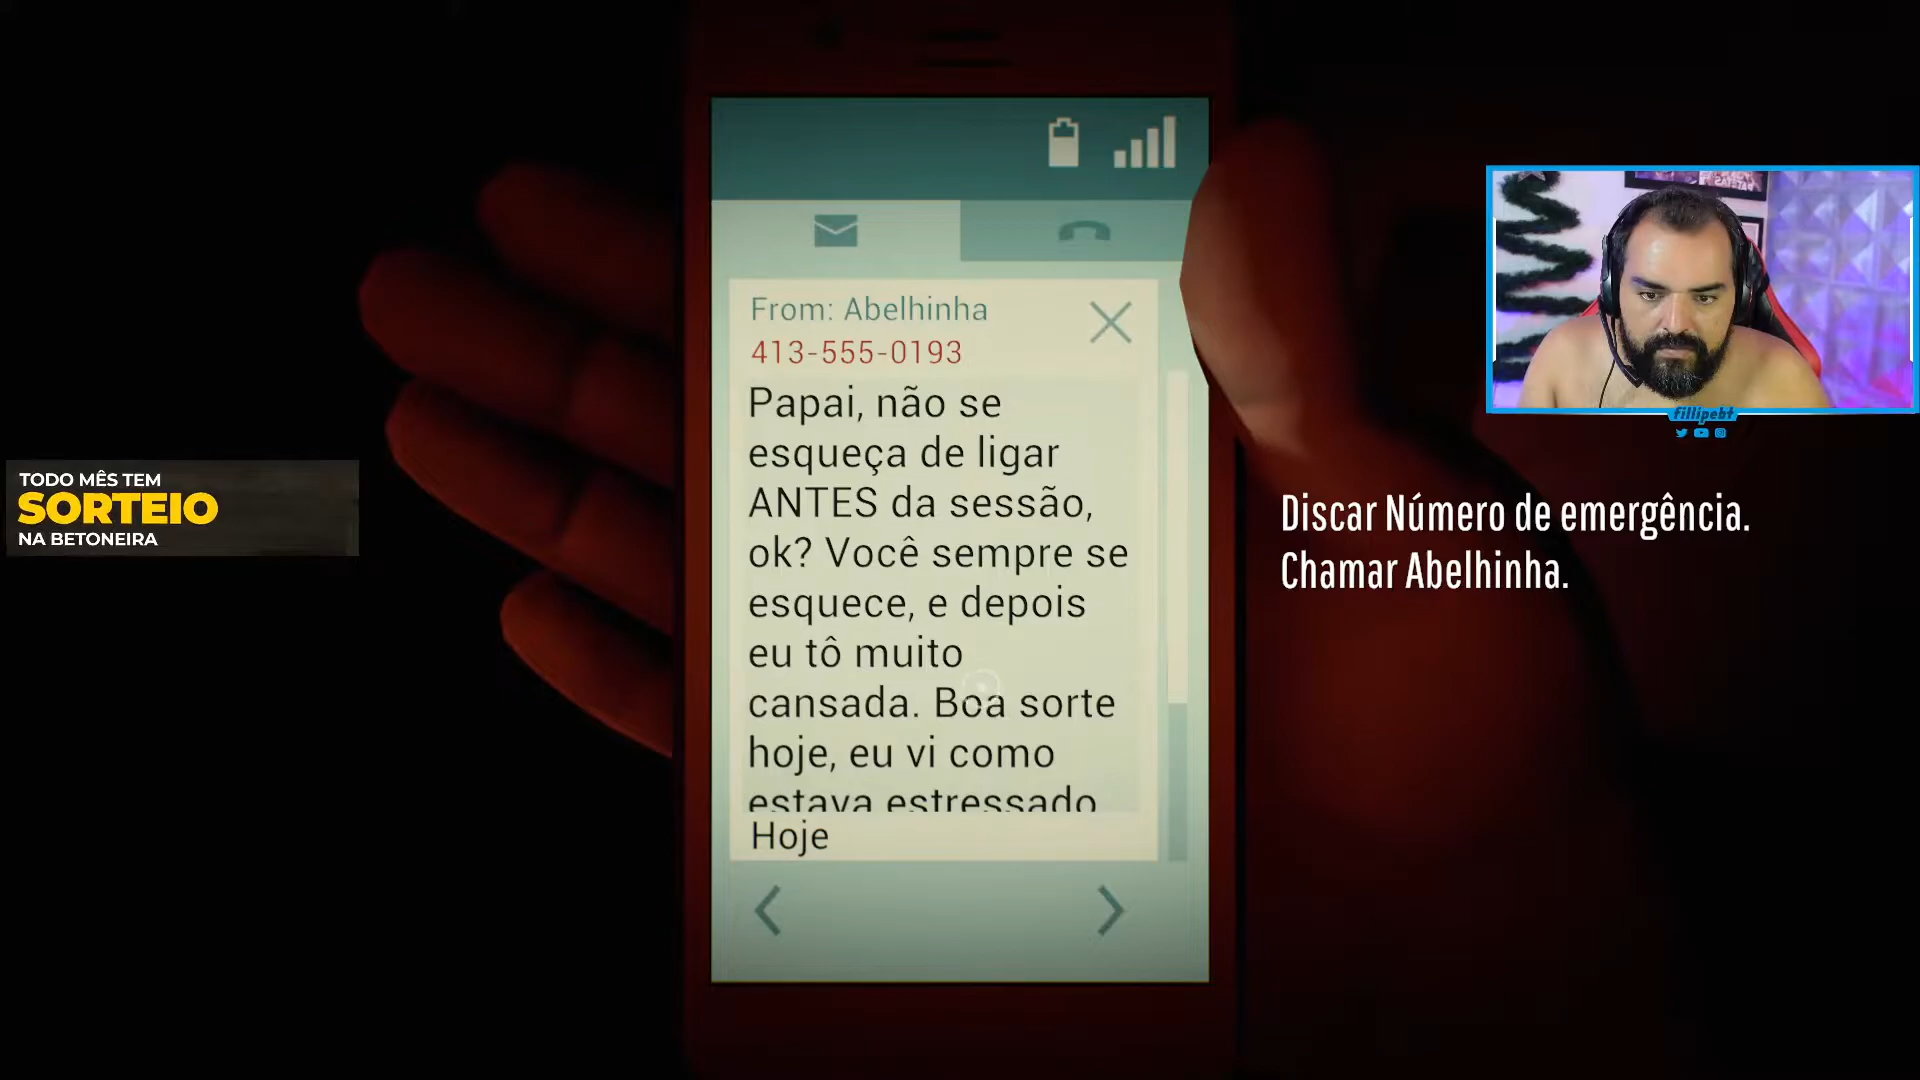 From: Abelhinha
413-555-0193
Papai, não se
esqueça de ligar
ANTES da sessão,
ok? Você sempre se
esquece, e depois
eu tô muito
cansada. Boa sorte
hoje, eu vi como
estava estressado
Hoje
TODO MÊS TEM
SORTEIO
NA BETONEIRA
fillipebt
Discar Número de emergência.
Chamar Abelhinha.